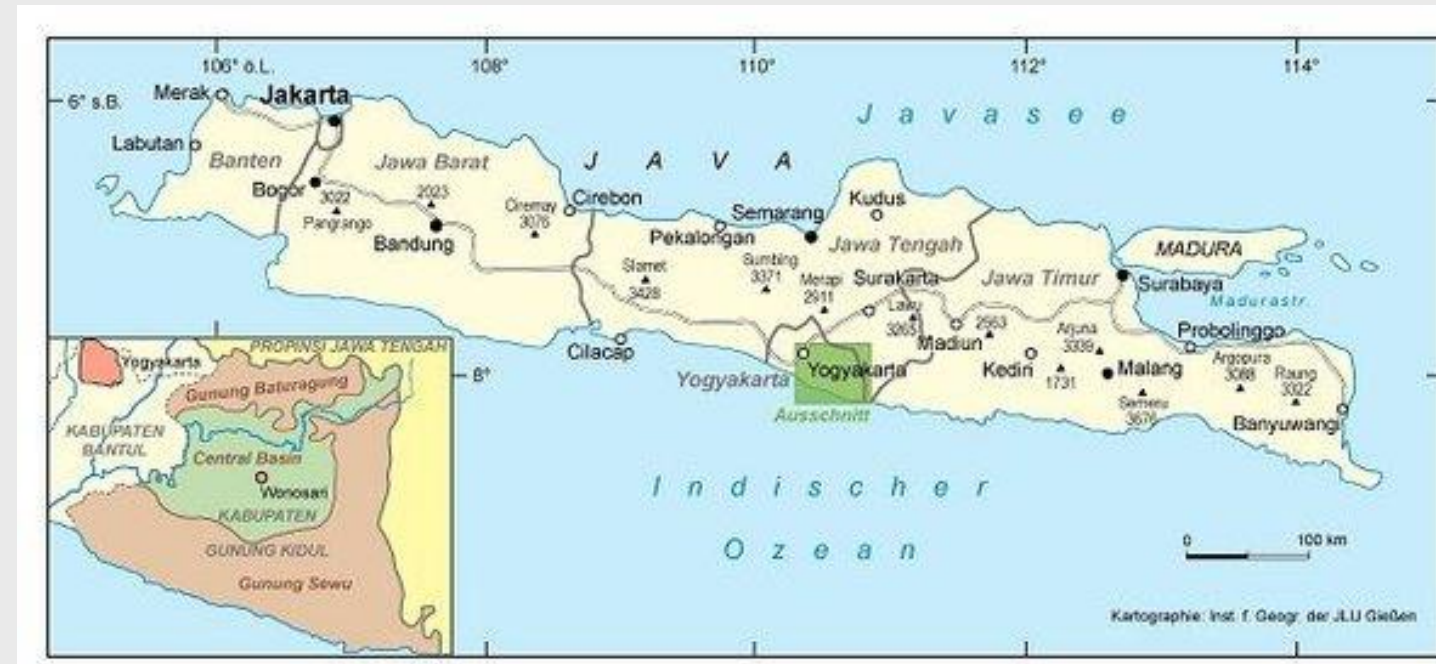 106° ö.L.
108°
110°
112°
114°
6° s.B.
Merak
Jakarta
Javasee
Labutan
Banten
Jawa Barat
JAVA
Bogor
3022
Pangrango
2023
Bandung
Ciremay
3076
Cirebon
Pekalongan
Semarang
Kudus
Jawa Tengah
Slamet
3428
Sumbing
3371
Merapi
2911
Surakarta
Lawu
3265
Jawa Timur
MADURA
Surabaya
Madurastr.
Cilacap
Yogyakarta
Yogyakarta
Ausschnitt
Madiun
2563
Kediri
Arjuna
3339
1731
Malang
Semeru
3676
Probolinggo
Argopura
3088
Raung
3322
Banyuwangi
8°
PROPINSI JAWA TENGAH
Yogyakarta
Gunung Baturagung
KABUPATEN
BANTUL
Central Basin
Wonosari
KABUPATEN
GUNUNG KIDUL
Gunung Sewu
Indischer
Ozean
0 100 km
Kartographie: Inst. f. Geogr. der JLU Gießen